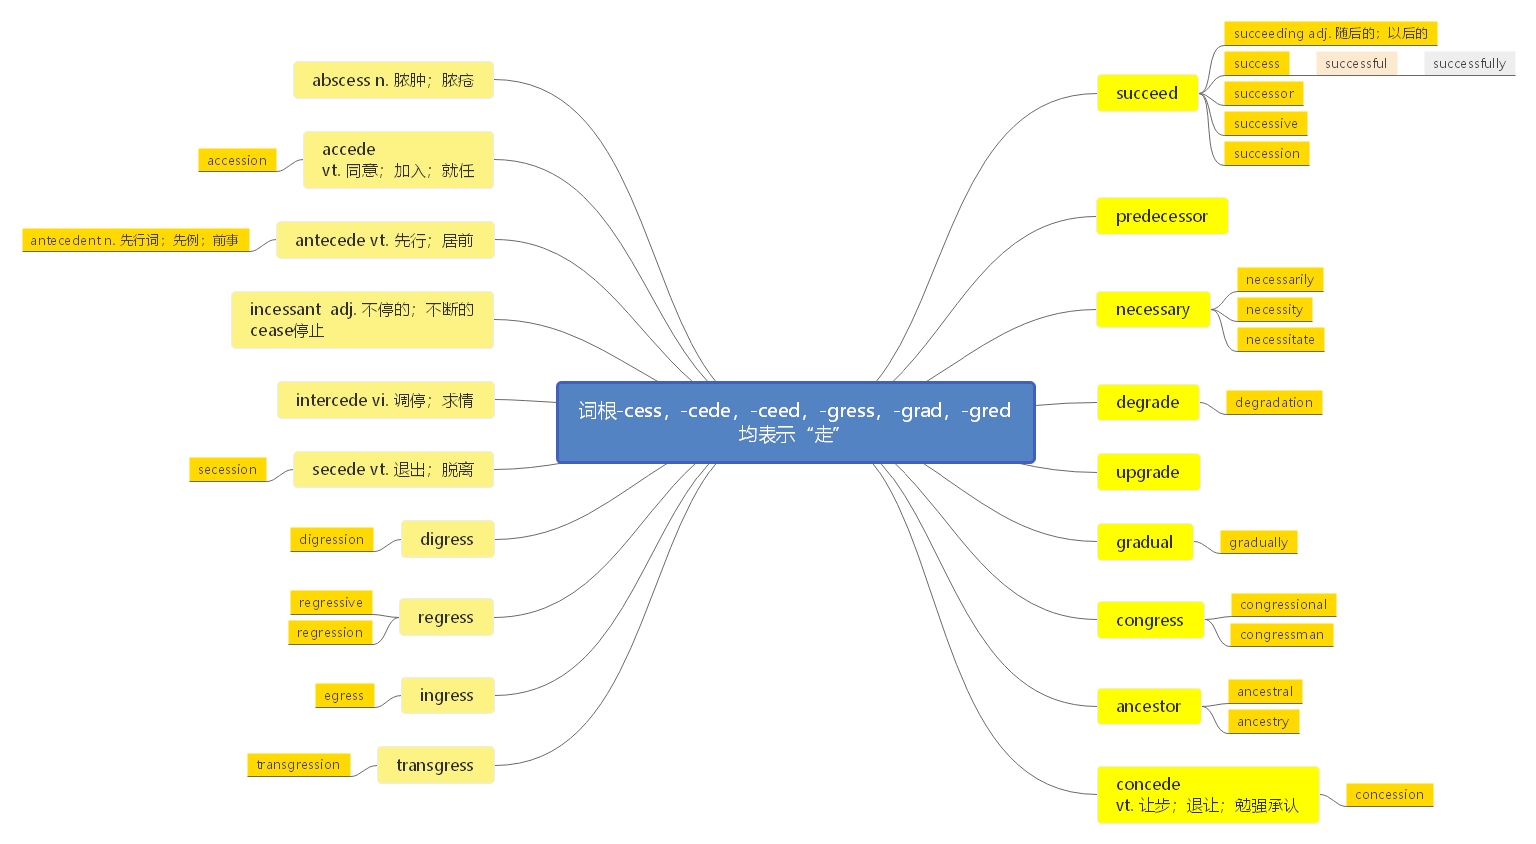 词根-cess，-cede，-ceed，-gress，-grad，-gred
均表示“走”
succeed
succeeding adj. 随后的；以后的
success
successful
successfully
successor
successive
succession
predecessor
necessary
necessarily
necessity
necessitate
degrade
degradation
upgrade
gradual
gradually
congress
congressional
congressman
ancestor
ancestral
ancestry
concede
vt. 让步；退让；勉强承认
concession
abscess n. 脓肿；脓疮
accede
vt. 同意；加入；就任
accession
antecede vt. 先行；居前
antecedent n. 先行词；先例；前事
incessant  adj. 不停的；不断的
cease停止
intercede vi. 调停；求情
secede vt. 退出；脱离
secession
digress
digression
regress
regressive
regression
ingress
egress
transgress
transgression